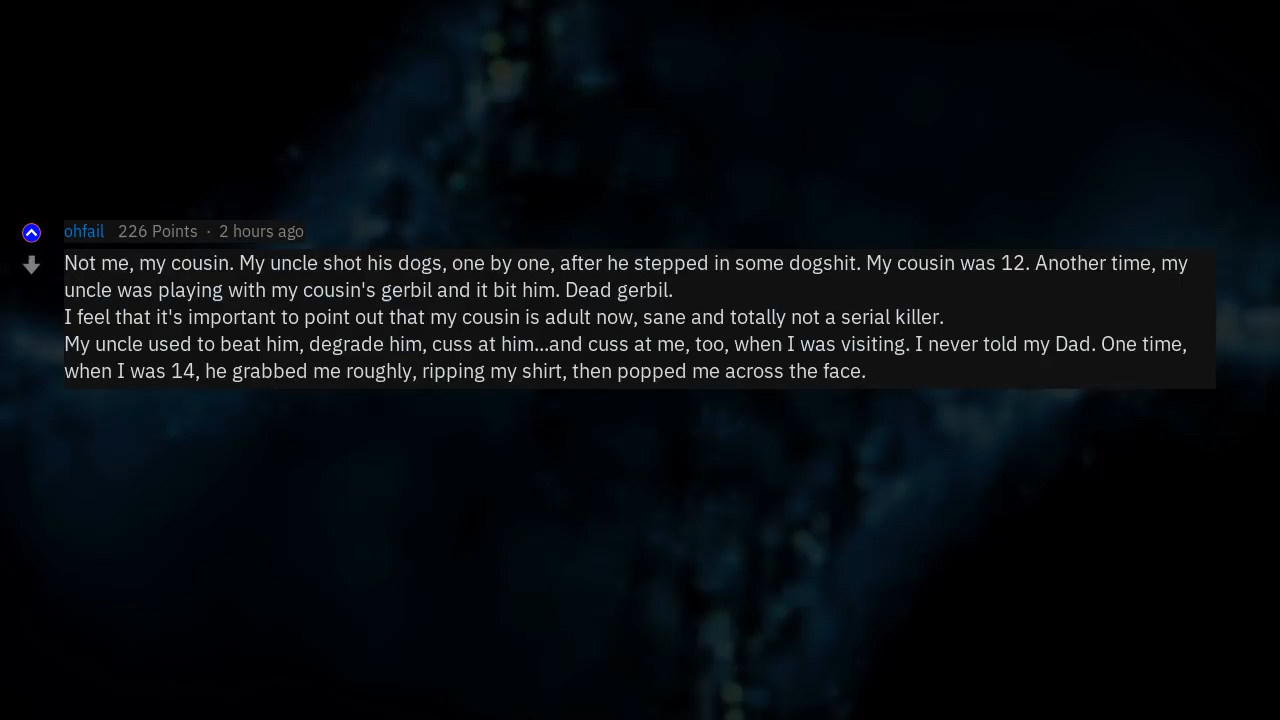 ohfail 226 Points · 2 hours ago
Not me, my cousin. My uncle shot his dogs, one by one, after he stepped in some dogshit. My cousin was 12. Another time, my
uncle was playing with my cousin's gerbil and it bit him. Dead gerbil.
I feel that it's important to point out that my cousin is adult now, sane and totally not a serial killer.
My uncle used to beat him, degrade him, cuss at him...and cuss at me, too, when I was visiting. I never told my Dad. One time,
when I was 14, he grabbed me roughly, ripping my shirt, then popped me across the face.